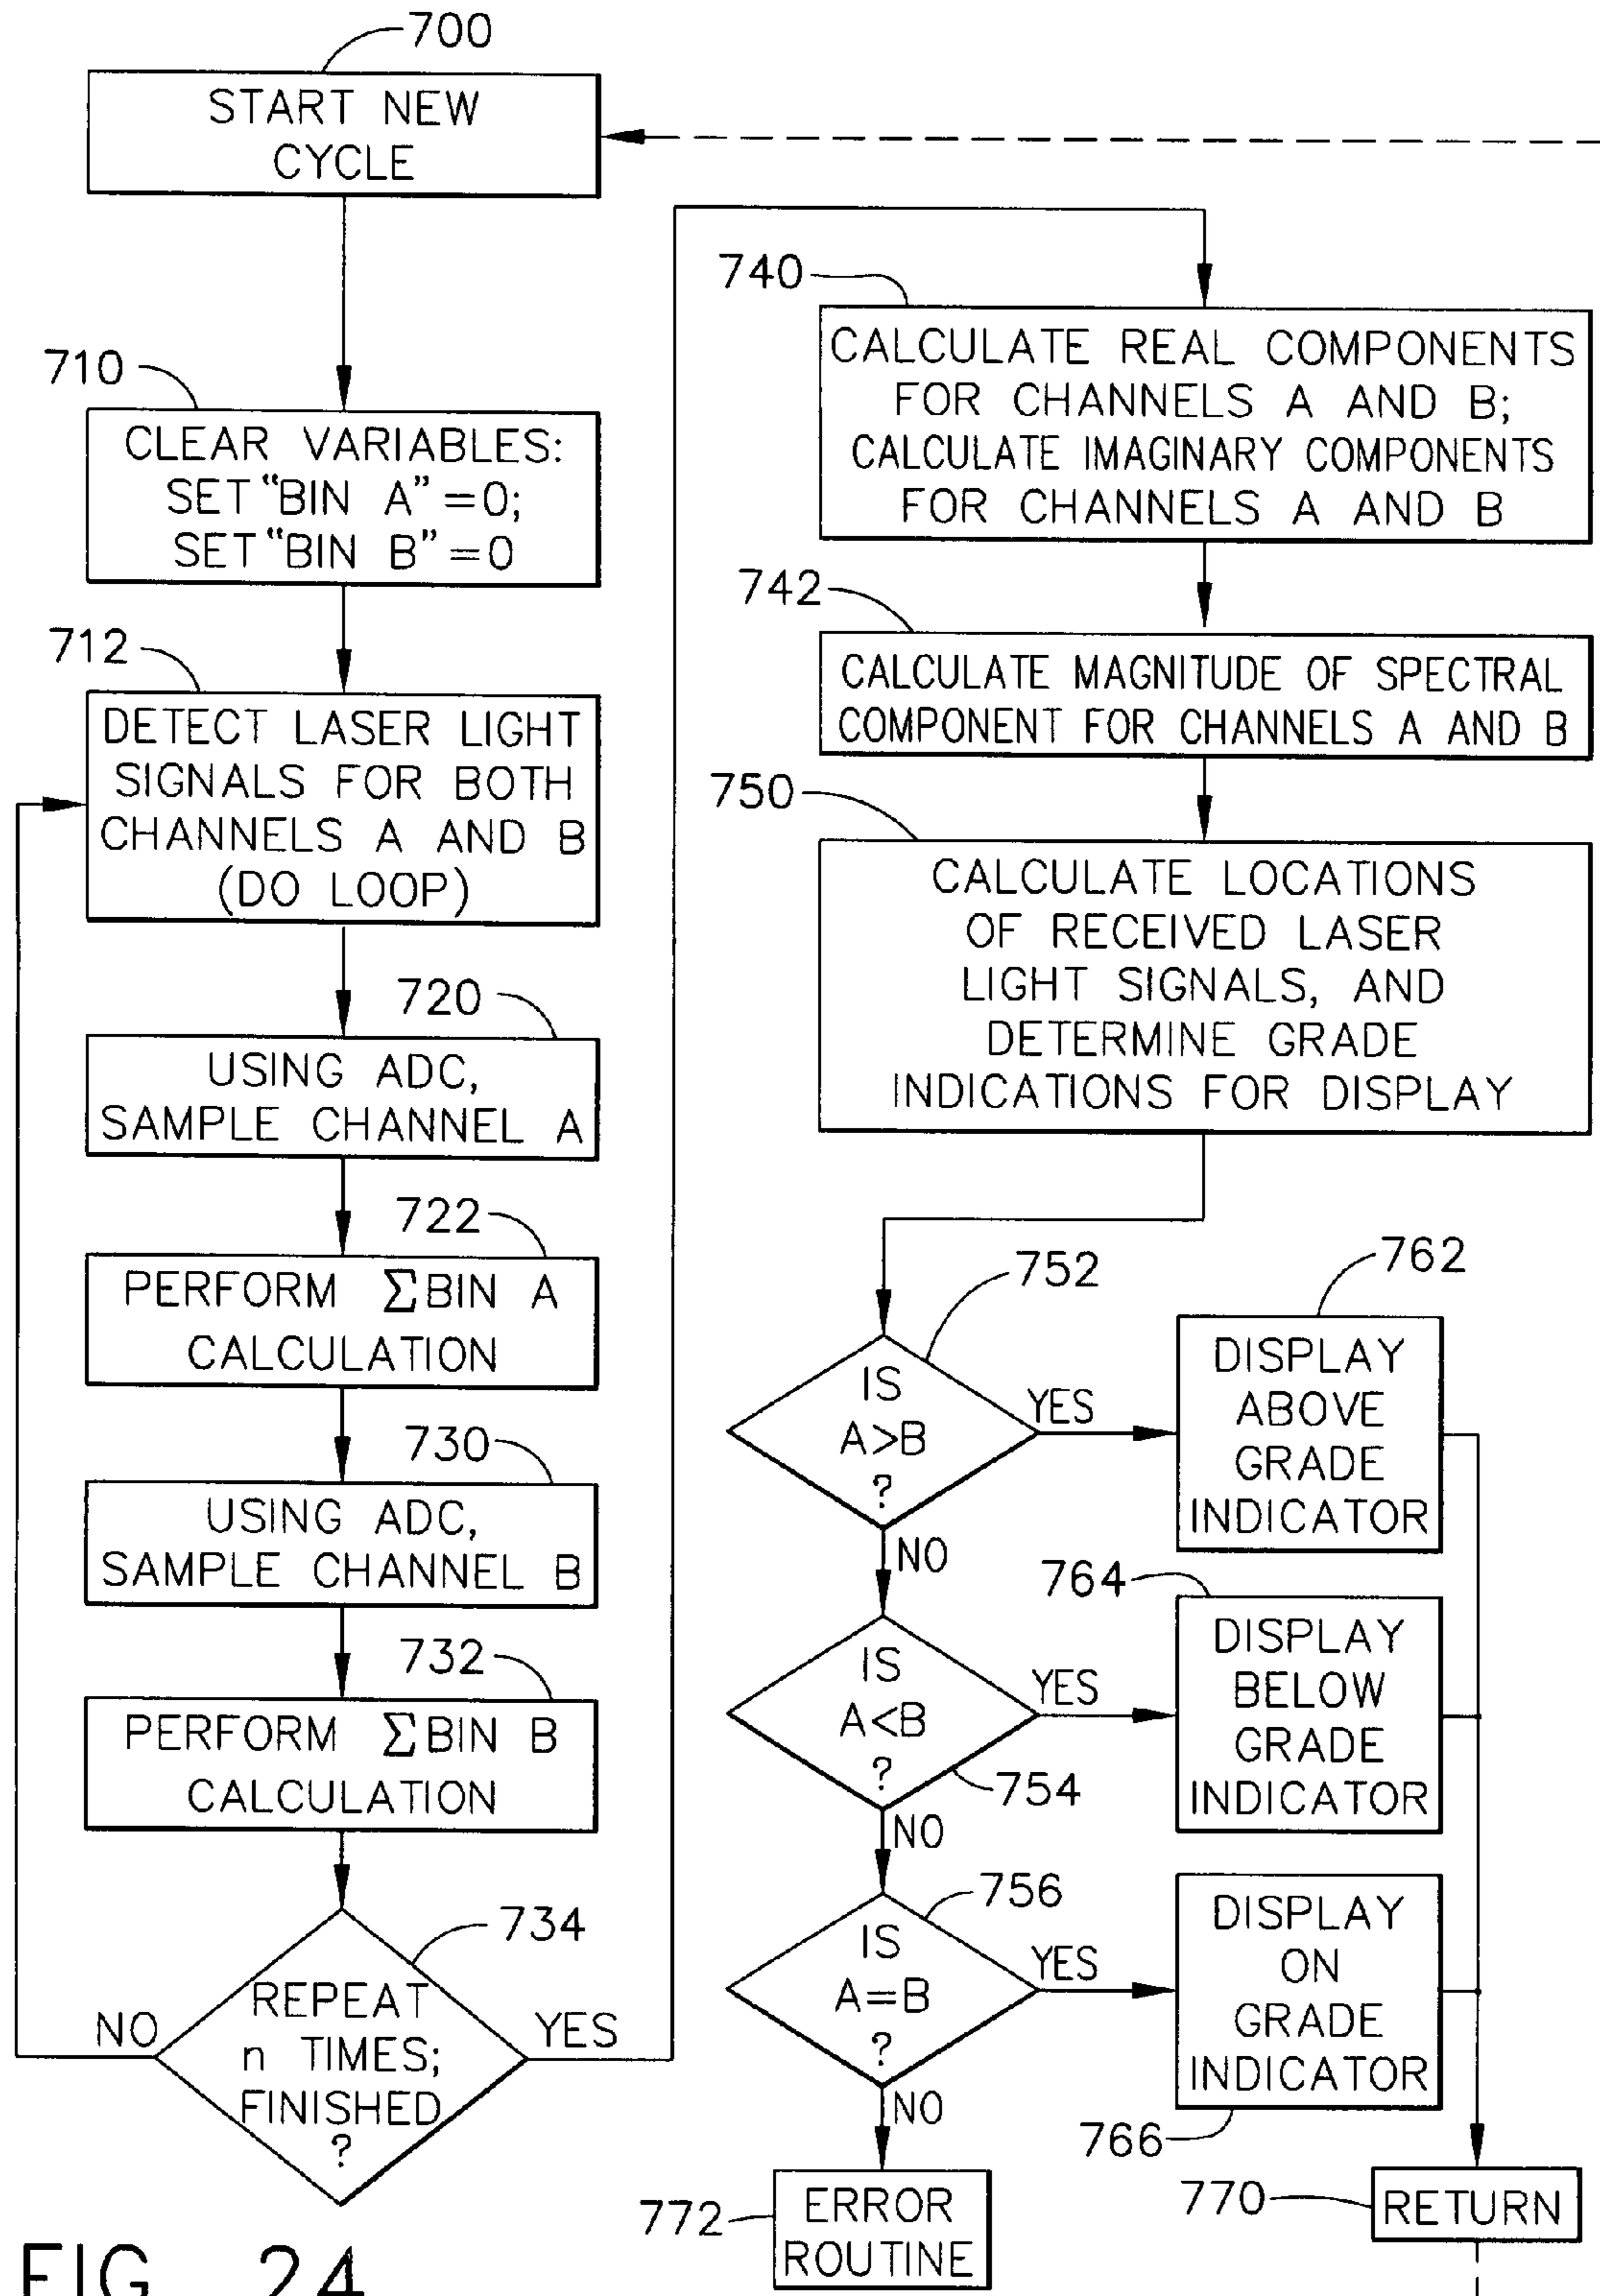 700
START NEW
CYCLE
710
CLEAR VARIABLES:
SET "BIN A" = 0;
SET "BIN B" = 0
712
DETECT LASER LIGHT
SIGNALS FOR BOTH
CHANNELS A AND B
(DO LOOP)
720
USING ADC,
SAMPLE CHANNEL A
722
PERFORM ΣBIN A
CALCULATION
730
USING ADC,
SAMPLE CHANNEL B
732
PERFORM ΣBIN B
CALCULATION
734
REPEAT
n TIMES;
FINISHED
?
NO
YES
740
CALCULATE REAL COMPONENTS
FOR CHANNELS A AND B;
CALCULATE IMAGINARY COMPONENTS
FOR CHANNELS A AND B
742
CALCULATE MAGNITUDE OF SPECTRAL
COMPONENT FOR CHANNELS A AND B
750
CALCULATE LOCATIONS
OF RECEIVED LASER
LIGHT SIGNALS, AND
DETERMINE GRADE
INDICATIONS FOR DISPLAY
752
IS
A>B
?
YES
NO
762
DISPLAY
ABOVE
GRADE
INDICATOR
754
IS
A<B
?
YES
NO
764
DISPLAY
BELOW
GRADE
INDICATOR
756
IS
A=B
?
YES
NO
766
DISPLAY
ON
GRADE
INDICATOR
772
ERROR
ROUTINE
770
RETURN
FIG. 24